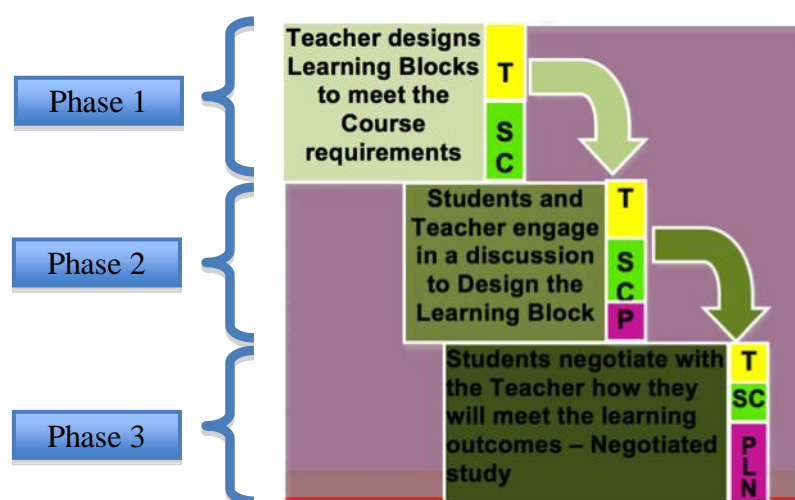 Phase 1
Teacher designs
Learning Blocks
to meet the
Course
requirements
T
S
C
Phase 2
Students and
Teacher engage
in a discussion
to Design the
Learning Block
T
S
C
P
Phase 3
Students negotiate with
the Teacher how they
will meet the learning
outcomes – Negotiated
study
T
SC
P
L
N